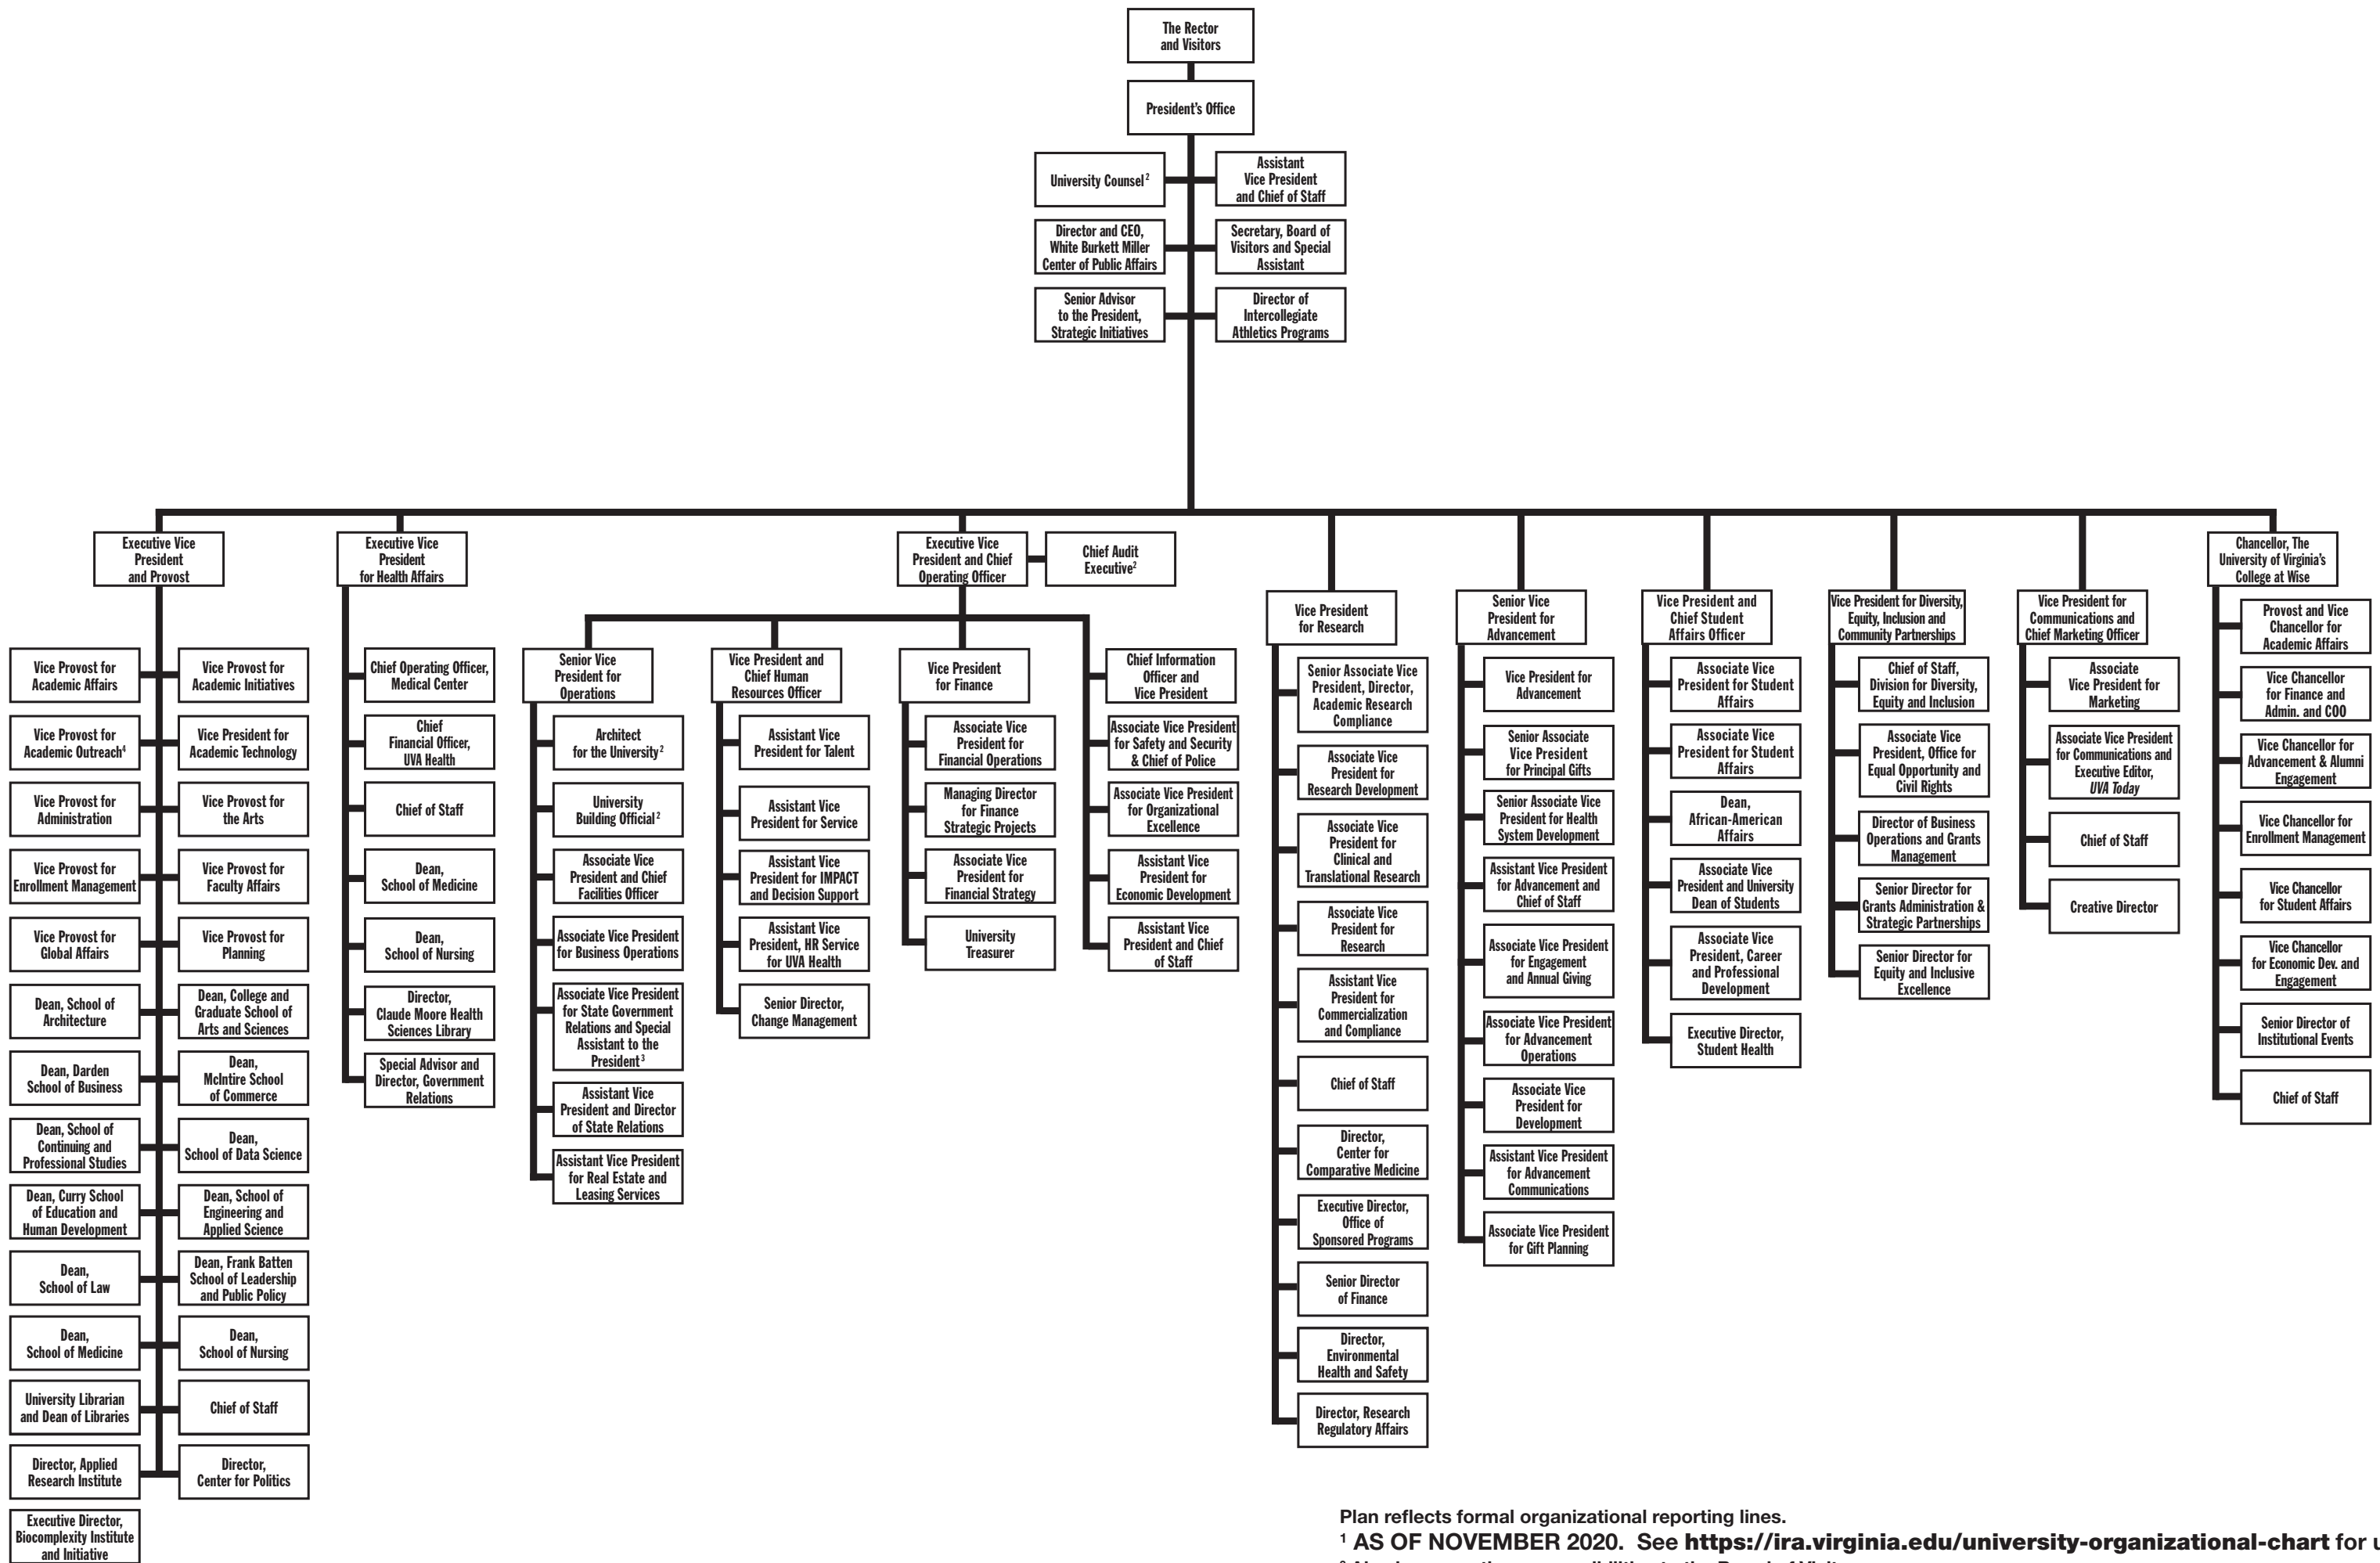 The Rector
and Visitors
President's Office
University Counsel 2
Assistant
Vice President
and Chief of Staff
Director and CEO,
White Burkett Miller
Center of Public Affairs
Secretary, Board of
Visitors and Special
Assistant
Senior Advisor
to the President,
Strategic Initiatives
Director of
Intercollegiate
Athletics Programs
Executive Vice
President
and Provost
Vice Provost for
Academic Affairs
Vice Provost for
Academic Initiatives
Vice Provost for
Academic Outreach4
Vice President for
Academic Technology
Vice Provost for
Administration
Vice Provost for
the Arts
Vice Provost for
Enrollment Management
Vice Provost for
Faculty Affairs
Vice Provost for
Global Affairs
Vice Provost for
Planning
Dean, School of
Architecture
Dean, College and
Graduate School of
Arts and Sciences
Dean, Darden
School of Business
Dean,
McIntire School
of Commerce
Dean, School of
Continuing and
Professional Studies
Dean,
School of Data Science
Dean, Curry School
of Education and
Human Development
Dean, School of
Engineering and
Applied Science
Dean,
School of Law
Dean, Frank Batten
School of Leadership
and Public Policy
Dean,
School of Medicine
Dean,
School of Nursing
University Librarian
and Dean of Libraries
Chief of Staff
Director, Applied
Research Institute
Director,
Center for Politics
Executive Director,
Biocomplexity Institute
and Initiative
Executive Vice
President
for Health Affairs
Chief Operating Officer,
Medical Center
Chief
Financial Officer,
UVA Health
Chief of Staff
Dean,
School of Medicine
Dean,
School of Nursing
Director,
Claude Moore Health
Sciences Library
Special Advisor and
Director, Government
Relations
Executive Vice
President and Chief
Operating Officer
Chief Audit
Executive2
Senior Vice
President for
Operations
Architect
for the University 2
University
Building Official 2
Associate Vice
President and Chief
Facilities Officer
Associate Vice President
for Business Operations
Associate Vice President
for State Government
Relations and Special
Assistant to the
President 3
Assistant Vice
President and Director
of State Relations
Assistant Vice President
for Real Estate and
Leasing Services
Vice President and
Chief Human
Resources Officer
Assistant Vice
President for Talent
Assistant Vice
President for Service
Assistant Vice
President for IMPACT
and Decision Support
Assistant Vice
President, HR Service
for UVA Health
Senior Director,
Change Management
Vice President
for Finance
Associate Vice
President for
Financial Operations
Managing Director
for Finance
Strategic Projects
Associate Vice
President for
Financial Strategy
University
Treasurer
Chief Information
Officer and
Vice President
Associate Vice President
for Safety and Security
& Chief of Police
Associate Vice President
for Organizational
Excellence
Assistant Vice
President for
Economic Development
Assistant Vice
President and Chief
of Staff
Vice President
for Research
Senior Associate Vice
President, Director,
Academic Research
Compliance
Associate Vice
President for
Research Development
Associate Vice
President for
Clinical and
Translational Research
Associate Vice
President for
Research
Assistant Vice
President for
Commercialization
and Compliance
Chief of Staff
Director,
Center for
Comparative Medicine
Executive Director,
Office of
Sponsored Programs
Senior Director
of Finance
Director,
Environmental
Health and Safety
Director, Research
Regulatory Affairs
Senior Vice
President for
Advancement
Vice President for
Advancement
Senior Associate
Vice President
for Principal Gifts
Senior Associate Vice
President for Health
System Development
Assistant Vice President
for Advancement and
Chief of Staff
Associate Vice President
for Engagement
and Annual Giving
Associate Vice President
for Advancement
Operations
Associate Vice
President for
Development
Assistant Vice President
for Advancement
Communications
Associate Vice President
for Gift Planning
Vice President and
Chief Student
Affairs Officer
Associate Vice
President for Student
Affairs
Associate Vice
President for Student
Affairs
Dean,
African-American
Affairs
Associate Vice
President and University
Dean of Students
Associate Vice
President, Career
and Professional
Development
Executive Director,
Student Health
Vice President for Diversity,
Equity, Inclusion and
Community Partnerships
Chief of Staff,
Division for Diversity,
Equity and Inclusion
Associate Vice
President, Office for
Equal Opportunity and
Civil Rights
Director of Business
Operations and Grants
Management
Senior Director for
Grants Administration &
Strategic Partnerships
Senior Director for
Equity and Inclusive
Excellence
Vice President for
Communications and
Chief Marketing Officer
Associate
Vice President for
Marketing
Associate Vice President
for Communications and
Executive Editor,
UVA Today
Chief of Staff
Creative Director
Chancellor, The
University of Virginia's
College at Wise
Provost and Vice
Chancellor for
Academic Affairs
Vice Chancellor
for Finance and
Admin. and COO
Vice Chancellor for
Advancement & Alumni
Engagement
Vice Chancellor for
Enrollment Management
Vice Chancellor
for Student Affairs
Vice Chancellor
for Economic Dev. and
Engagement
Senior Director of
Institutional Events
Chief of Staff
Plan reflects formal organizational reporting lines.
1 AS OF NOVEMBER 2020. See https://ira.virginia.edu/university-organizational-chart for